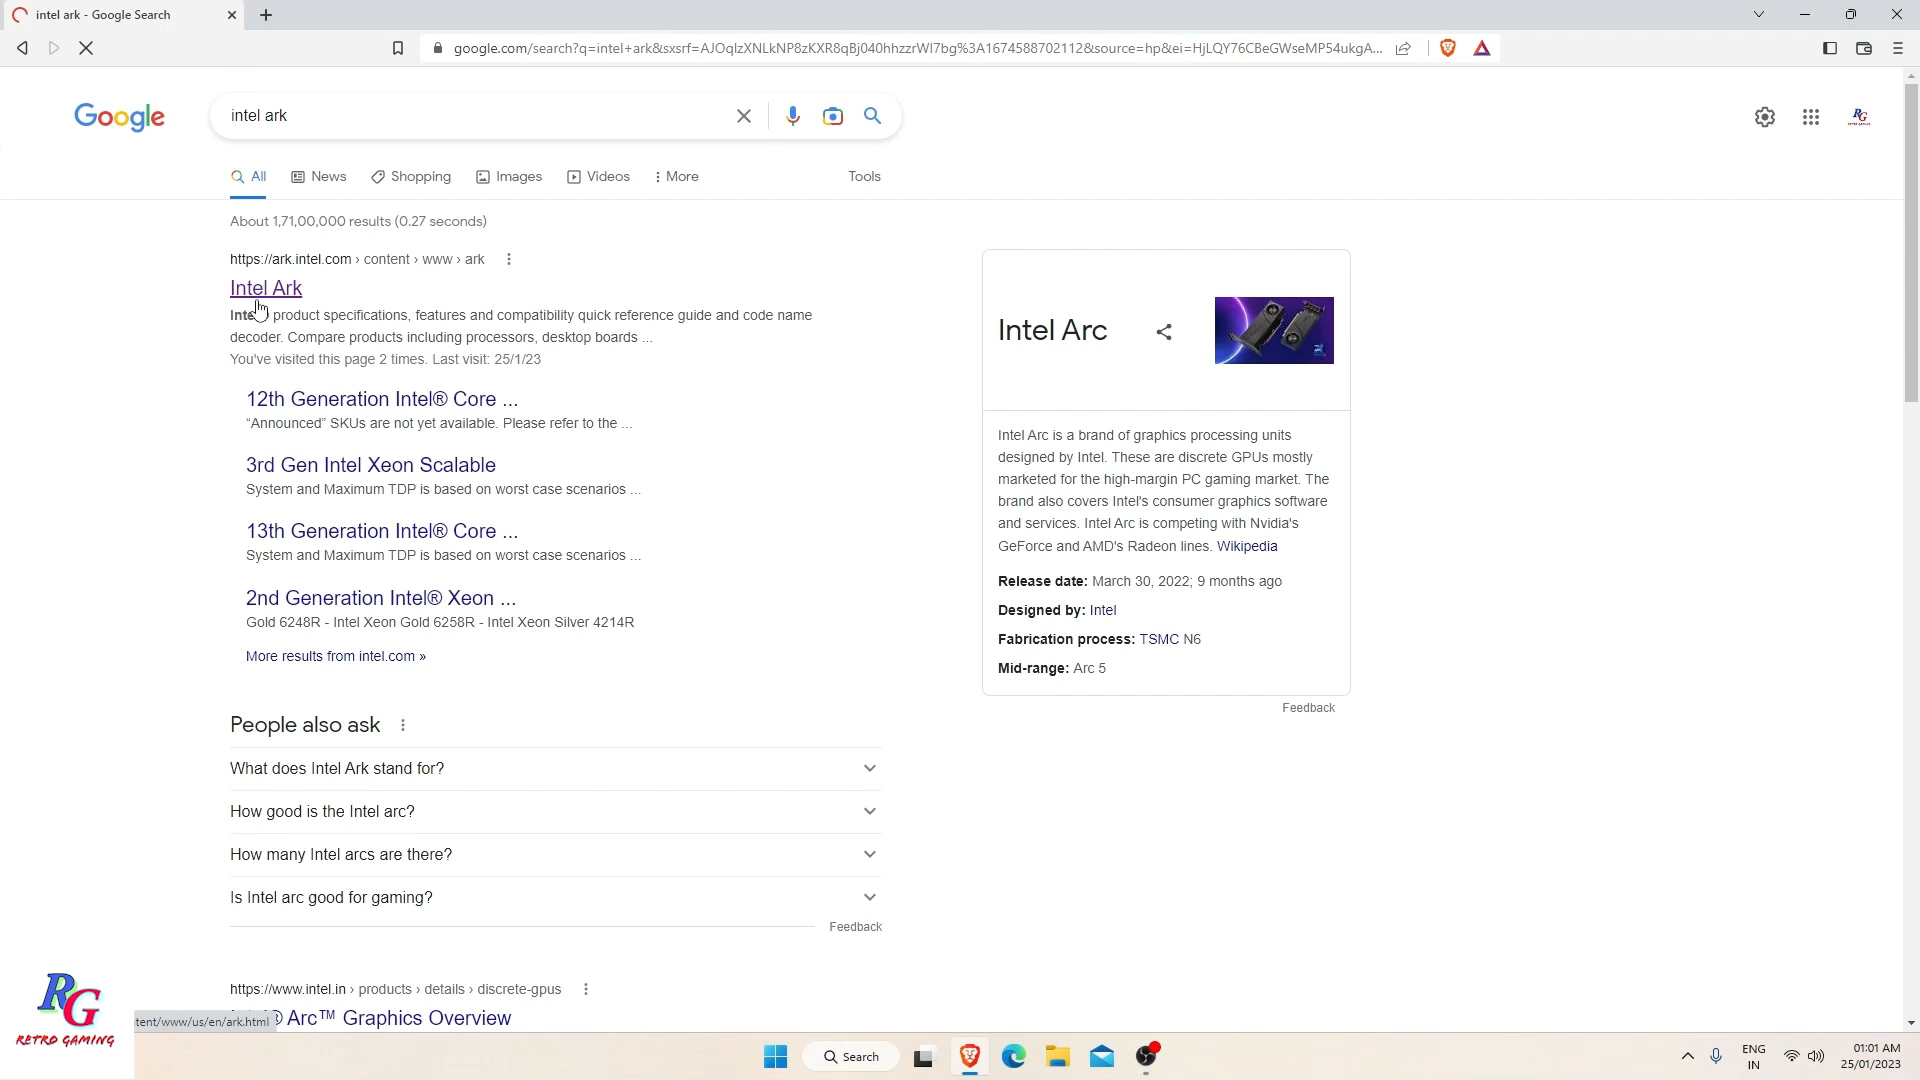 intel ark - Google Search
google.com/search?q=intel+ark&sxsrf=AJOqlzXNLkNP8zKXR8qBj040hhzzrWI7bg%3A1674588702112&source=hp&ei=HjLQY76CBeGWseMP54ukgA...
Google
intel ark
All News Shopping Images Videos More Tools
About 1,71,00,000 results (0.27 seconds)
https://ark.intel.com › content › www › ark
Intel Ark
product specifications, features and compatibility quick reference guide and code name
decoder. Compare products including processors, desktop boards ...
You've visited this page 2 times. Last visit: 25/1/23
12th Generation Intel® Core ...
“Announced” SKUs are not yet available. Please refer to the ...
3rd Gen Intel Xeon Scalable
System and Maximum TDP is based on worst case scenarios ...
13th Generation Intel® Core ...
System and Maximum TDP is based on worst case scenarios ...
2nd Generation Intel® Xeon ...
Gold 6248R - Intel Xeon Gold 6258R - Intel Xeon Silver 4214R
More results from intel.com »
People also ask
What does Intel Ark stand for?
How good is the Intel arc?
How many Intel arcs are there?
Is Intel arc good for gaming?
Feedback
https://www.intel.in › products › details › discrete-gpus
Arc™ Graphics Overview
Intel Arc
Intel Arc is a brand of graphics processing units
designed by Intel. These are discrete GPUs mostly
marketed for the high-margin PC gaming market. The
brand also covers Intel's consumer graphics software
and services. Intel Arc is competing with Nvidia's
GeForce and AMD's Radeon lines. Wikipedia
Release date: March 30, 2022; 9 months ago
Designed by: Intel
Fabrication process: TSMC N6
Mid-range: Arc 5
Feedback
RG
RETRO GAMING
tent/www/us/en/ark.html
Search
ENG
IN
01:01 AM
25/01/2023